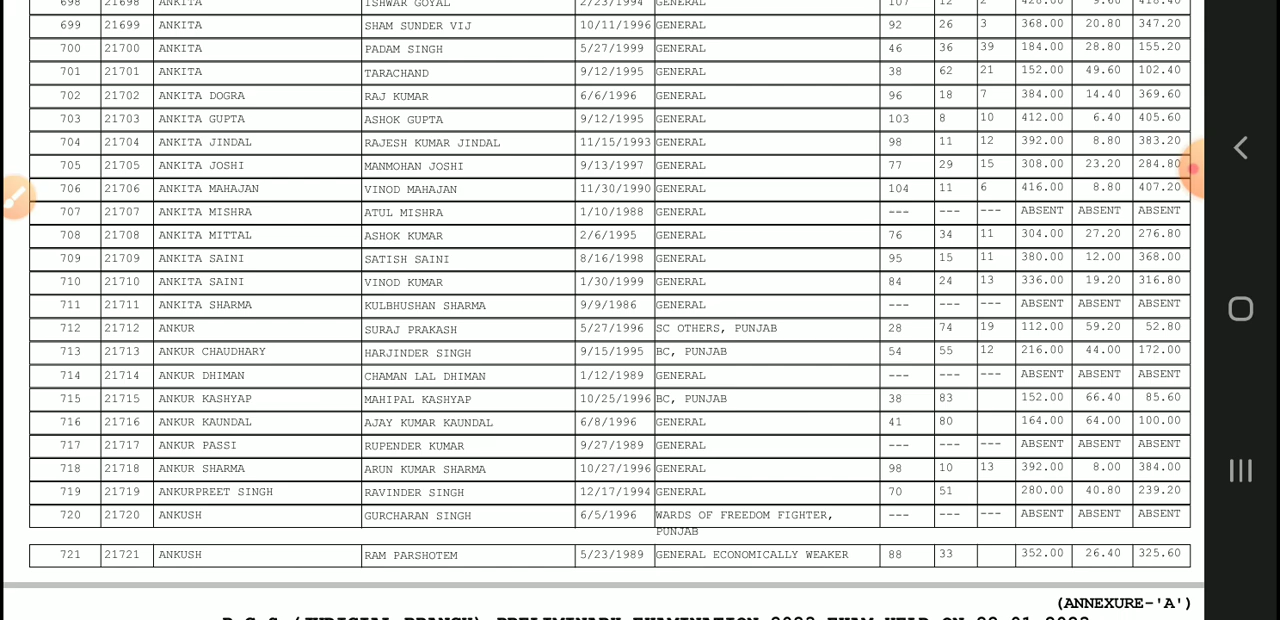 698 21698 ANKITA ISHWAR GOYAL 2/23/1994 GENERAL 107 12 2 428.00 9.60 418.40
699 21699 ANKITA SHAM SUNDER VIJ 10/11/1996 GENERAL 92 26 3 368.00 20.80 347.20
700 21700 ANKITA PADAM SINGH 5/27/1999 GENERAL 46 36 39 184.00 28.80 155.20
701 21701 ANKITA TARACHAND 9/12/1995 GENERAL 38 62 21 152.00 49.60 102.40
702 21702 ANKITA DOGRA RAJ KUMAR 6/6/1996 GENERAL 96 18 7 384.00 14.40 369.60
703 21703 ANKITA GUPTA ASHOK GUPTA 9/12/1995 GENERAL 103 8 10 412.00 6.40 405.60
704 21704 ANKITA JINDAL RAJESH KUMAR JINDAL 11/15/1993 GENERAL 98 11 12 392.00 8.80 383.20
705 21705 ANKITA JOSHI MANMOHAN JOSHI 9/13/1997 GENERAL 77 29 15 308.00 23.20 284.80
706 21706 ANKITA MAHAJAN VINOD MAHAJAN 11/30/1990 GENERAL 104 11 6 416.00 8.80 407.20
707 21707 ANKITA MISHRA ATUL MISHRA 1/10/1988 GENERAL --- --- --- ABSENT ABSENT ABSENT
708 21708 ANKITA MITTAL ASHOK KUMAR 2/6/1995 GENERAL 76 34 11 304.00 27.20 276.80
709 21709 ANKITA SAINI SATISH SAINI 8/16/1998 GENERAL 95 15 11 380.00 12.00 368.00
710 21710 ANKITA SAINI VINOD KUMAR 1/30/1999 GENERAL 84 24 13 336.00 19.20 316.80
711 21711 ANKITA SHARMA KULBHUSHAN SHARMA 9/9/1986 GENERAL --- --- --- ABSENT ABSENT ABSENT
712 21712 ANKUR SURAJ PRAKASH 5/27/1996 SC OTHERS, PUNJAB 28 74 19 112.00 59.20 52.80
713 21713 ANKUR CHAUDHARY HARJINDER SINGH 9/15/1995 BC, PUNJAB 54 55 12 216.00 44.00 172.00
714 21714 ANKUR DHIMAN CHAMAN LAL DHIMAN 1/12/1989 GENERAL --- --- --- ABSENT ABSENT ABSENT
715 21715 ANKUR KASHYAP MAHIPAL KASHYAP 10/25/1996 BC, PUNJAB 38 83 152.00 66.40 85.60
716 21716 ANKUR KAUNDAL AJAY KUMAR KAUNDAL 6/8/1996 GENERAL 41 80 164.00 64.00 100.00
717 21717 ANKUR PASSI RUPENDER KUMAR 9/27/1989 GENERAL --- --- --- ABSENT ABSENT ABSENT
718 21718 ANKUR SHARMA ARUN KUMAR SHARMA 10/27/1996 GENERAL 98 10 13 392.00 8.00 384.00
719 21719 ANKURPREET SINGH RAVINDER SINGH 12/17/1994 GENERAL 70 51 280.00 40.80 239.20
720 21720 ANKUSH GURCHARAN SINGH 6/5/1996 WARDS OF FREEDOM FIGHTER, --- --- --- ABSENT ABSENT ABSENT
PUNJAB
721 21721 ANKUSH RAM PARSHOTEM 5/23/1989 GENERAL ECONOMICALLY WEAKER 88 33 352.00 26.40 325.60
(ANNEXURE-'A')